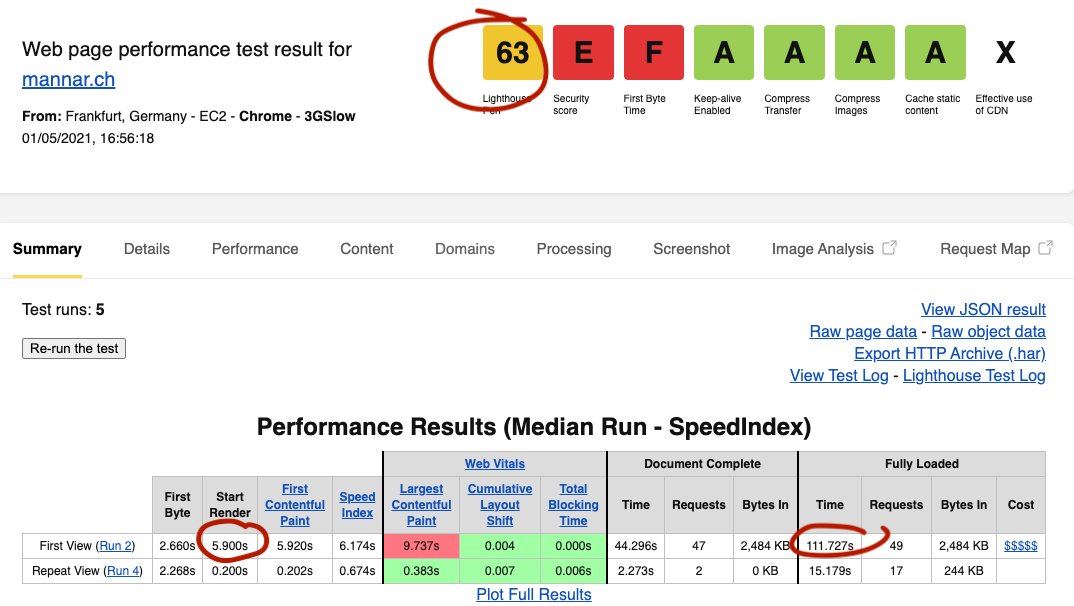 Web page performance test result for
mannar.ch
From: Frankfurt, Germany - EC2 - Chrome - 3GSlow
01/05/2021, 16:56:18
63 E F A A A A X
Lighthouse Perf
Security score
First Byte Time
Keep-alive Enabled
Compress Transfer
Compress Images
Cache static content
Effective use of CDN
Summary Details Performance Content Domains Processing Screenshot Image Analysis Request Map
Test runs: 5
Re-run the test
View JSON result
Raw page data - Raw object data
Export HTTP Archive (.har)
View Test Log - Lighthouse Test Log
Performance Results (Median Run - SpeedIndex)
Web Vitals Document Complete Fully Loaded
First Byte Start Render First Contentful Paint Speed Index Largest Contentful Paint Cumulative Layout Shift Total Blocking Time Time Requests Bytes In Time Requests Bytes In Cost
First View (Run 2) 2.660s 5.900s 5.920s 6.174s 9.737s 0.004 0.000s 44.296s 47 2,484 KB 111.727s 49 2,484 KB $$$$$
Repeat View (Run 4) 2.268s 0.200s 0.202s 0.674s 0.383s 0.007 0.006s 2.273s 2 0 KB 15.179s 17 244 KB
Plot Full Results